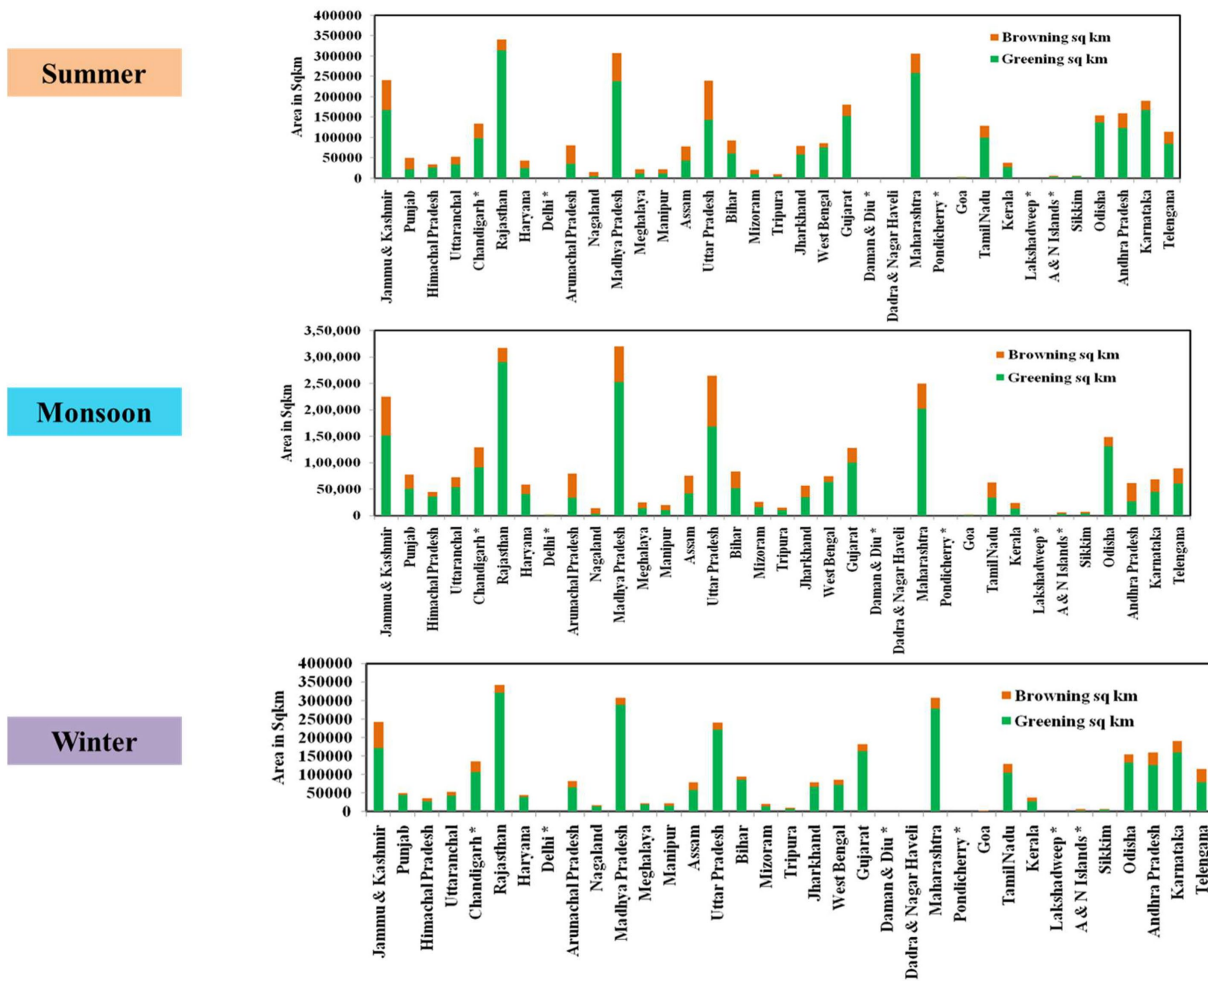 Summer
400000
350000
300000
250000
200000
150000
100000
50000
0
Area in Sqkm
Browning sq km
Greening sq km
Jammu & Kashmir
Punjab
Himachal Pradesh
Uttaranchal
Chandigarh *
Rajasthan
Haryana
Delhi *
Arunachal Pradesh
Nagaland
Madhya Pradesh
Meghalaya
Manipur
Assam
Uttar Pradesh
Bihar
Mizoram
Tripura
Jharkhand
West Bengal
Gujarat
Daman & Diu *
Dadra & Nagar Haveli
Maharashtra
Pondicherry *
Goa
Tamil Nadu
Kerala
Lakshadweep *
A & N Islands *
Sikkim
Odisha
Andhra Pradesh
Karnataka
Telengana
Monsoon
3,50,000
3,00,000
2,50,000
2,00,000
1,50,000
1,00,000
50,000
0
Area in Sqkm
Browning sq km
Greening sq km
Jammu & Kashmir
Punjab
Himachal Pradesh
Uttaranchal
Chandigarh *
Rajasthan
Haryana
Delhi *
Arunachal Pradesh
Nagaland
Madhya Pradesh
Meghalaya
Manipur
Assam
Uttar Pradesh
Bihar
Mizoram
Tripura
Jharkhand
West Bengal
Gujarat
Daman & Diu *
Dadra & Nagar Haveli
Maharashtra
Pondicherry *
Goa
Tamil Nadu
Kerala
Lakshadweep *
A & N Islands *
Sikkim
Odisha
Andhra Pradesh
Karnataka
Telengana
Winter
400000
350000
300000
250000
200000
150000
100000
50000
0
Area in Sqkm
Browning sq km
Greening sq km
Jammu & Kashmir
Punjab
Himachal Pradesh
Uttaranchal
Chandigarh *
Rajasthan
Haryana
Delhi *
Arunachal Pradesh
Nagaland
Madhya Pradesh
Meghalaya
Manipur
Assam
Uttar Pradesh
Bihar
Mizoram
Tripura
Jharkhand
West Bengal
Gujarat
Daman & Diu *
Dadra & Nagar Haveli
Maharashtra
Pondicherry *
Goa
Tamil Nadu
Kerala
Lakshadweep *
A & N Islands *
Sikkim
Odisha
Andhra Pradesh
Karnataka
Telengana